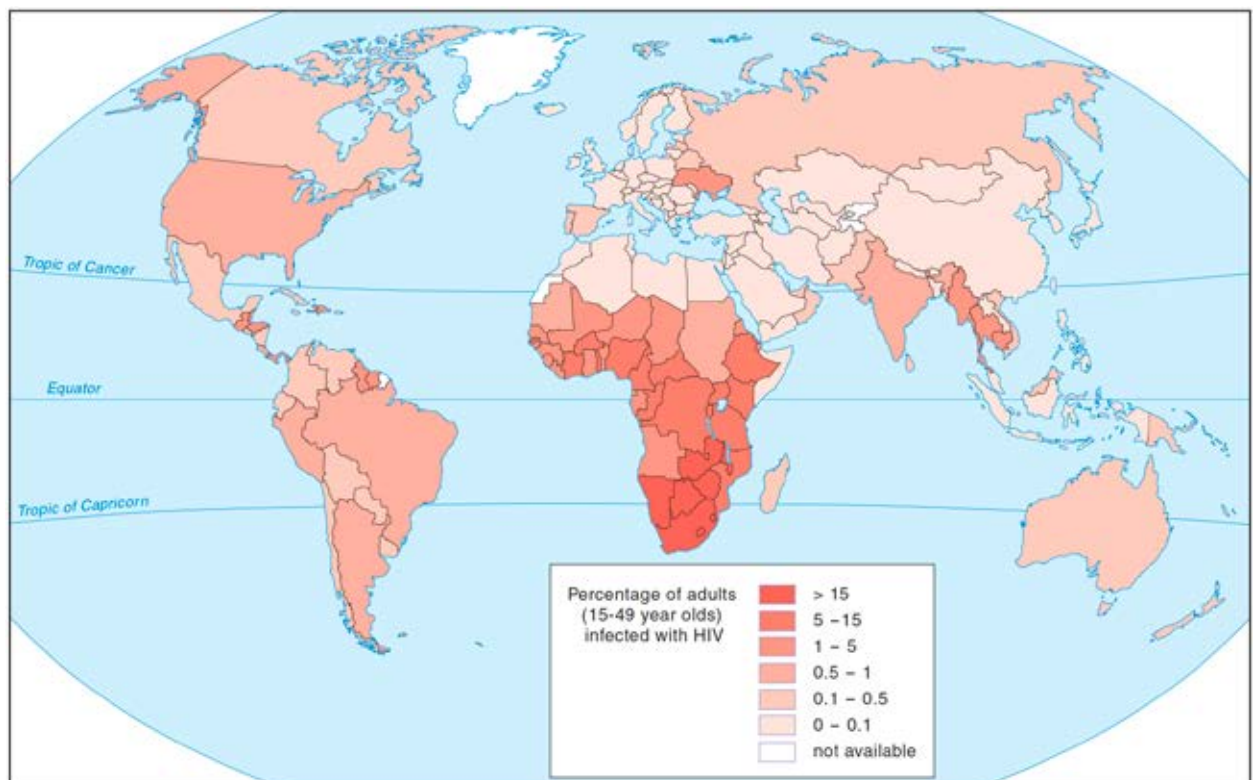 Tropic of Cancer
Equator
Tropic of Capricorn
Percentage of adults
(15-49 year olds)
infected with HIV
> 15
5 –15
1 – 5
0.5 – 1
0.1 – 0.5
0 – 0.1
not available